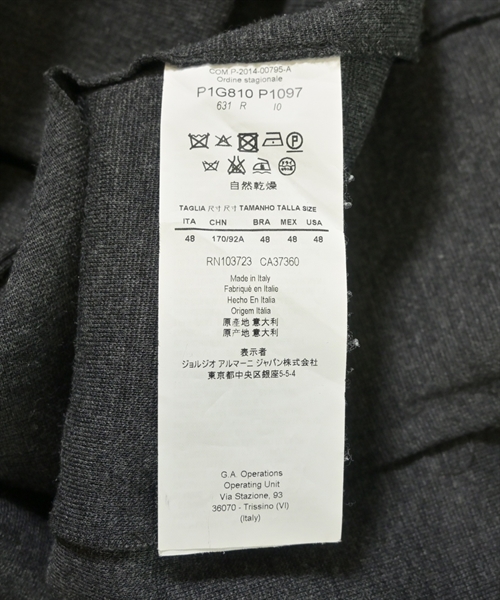 COM.P-2014-00795-A
Ordine stagionale
P1G810 P1097
631 R 10
自然乾燥
TAGLIA 尺寸 尺寸 TAMANHO TALLA SIZE
ITA CHN BRA MEX USA
48 170/92A 48 48 48
RN103723 CA37360
Made in Italy
Fabriqué en Italie
Hecho En Italia
Origem Itália
原產地 意大利
原产地 意大利
表示者
ジョルジオ アルマーニ ジャパン株式会社
東京都中央区銀座5-5-4
G.A. Operations
Operating Unit
Via Stazione, 93
36070 - Trissino (VI)
(Italy)